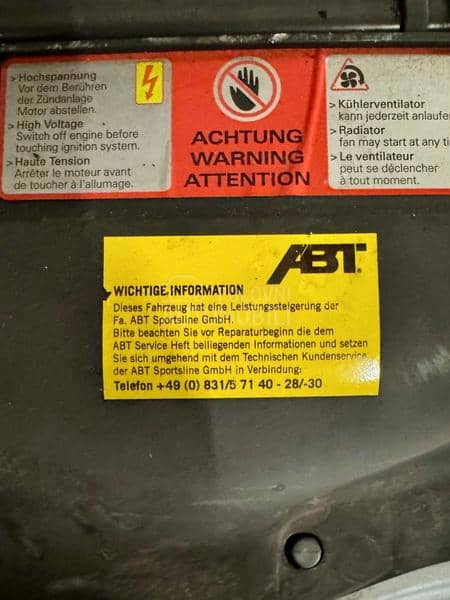 > Hochspannung
Vor dem Berühren
der Zündanlage
Motor abstellen.
> High Voltage
Switch off engine before
touching ignition system.
> Haute Tension
Arrêter le moteur avant
de toucher à l'allumage.
ACHTUNG
WARNING
ATTENTION
> Kühlerventilator
kann jederzeit anlaufe
> Radiator
fan may start at any ti
> Le ventilateur
peut se déclencher
à tout moment.
ABT
WICHTIGE INFORMATION
Dieses Fahrzeug hat eine Leistungssteigerung der
Fa. ABT Sportsline GmbH.
Bitte beachten Sie vor Reparaturbeginn die dem
ABT Service Heft beiliegenden Informationen und setzen
Sie sich umgehend mit dem Technischen Kundenservice
der ABT Sportsline GmbH in Verbindung:
Telefon +49 (0) 831/5 71 40 - 28/-30